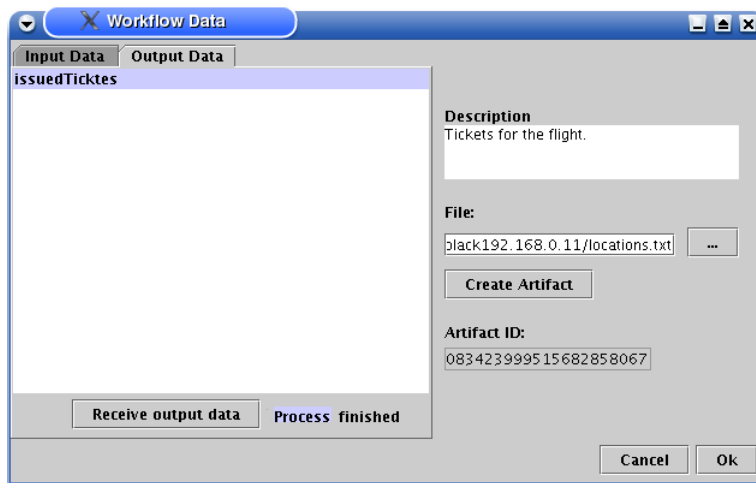 Workflow Data
Input Data Output Data
issuedTicktes
Description
Tickets for the flight.
File:
black192.168.0.11/locations.txt ...
Create Artifact
Artifact ID:
083423999515682858067
Receive output data Process finished
Cancel Ok